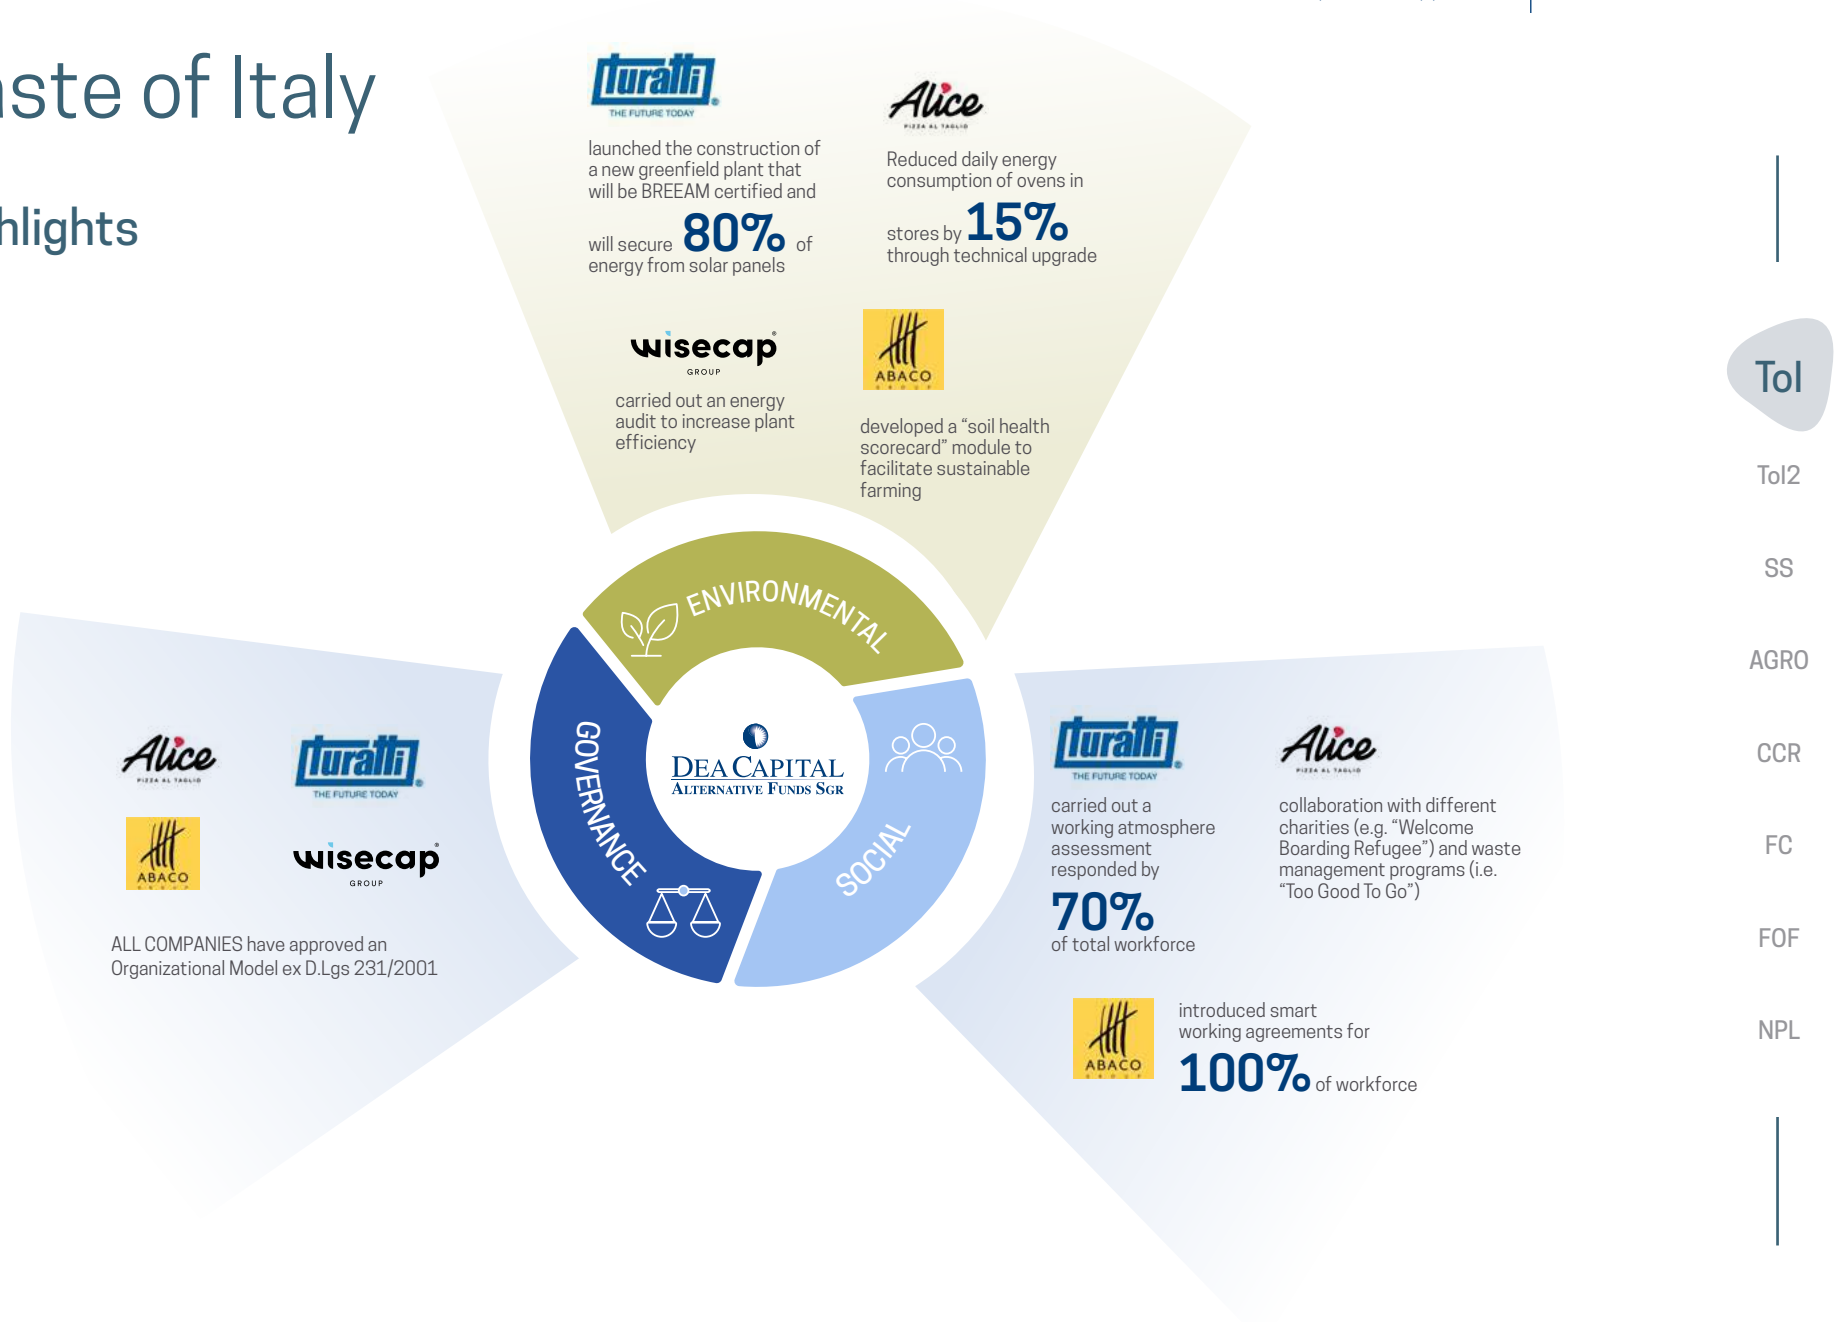 aste of Italy
hlights
turatti
THE FUTURE TODAY
launched the construction of
a new greenfield plant that
will be BREEAM certified and
will secure 80% of
energy from solar panels
Alice
PIZZA AL TAGLIO
Reduced daily energy
consumption of ovens in
stores by 15%
through technical upgrade
wisecap
GROUP
carried out an energy
audit to increase plant
efficiency
ABACO
GROUP
developed a “soil health
scorecard” module to
facilitate sustainable
farming
ENVIRONMENTAL
GOVERNANCE
SOCIAL
DEA CAPITAL
ALTERNATIVE FUNDS SGR
Alice
PIZZA AL TAGLIO
turatti
THE FUTURE TODAY
ABACO
GROUP
wisecap
GROUP
ALL COMPANIES have approved an
Organizational Model ex D.Lgs 231/2001
turatti
THE FUTURE TODAY
carried out a
working atmosphere
assessment
responded by
70%
of total workforce
Alice
PIZZA AL TAGLIO
collaboration with different
charities (e.g. “Welcome
Boarding Refugee”) and waste
management programs (i.e.
“Too Good To Go”)
ABACO
GROUP
introduced smart
working agreements for
100% of workforce
ToI
ToI2
SS
AGRO
CCR
FC
FOF
NPL